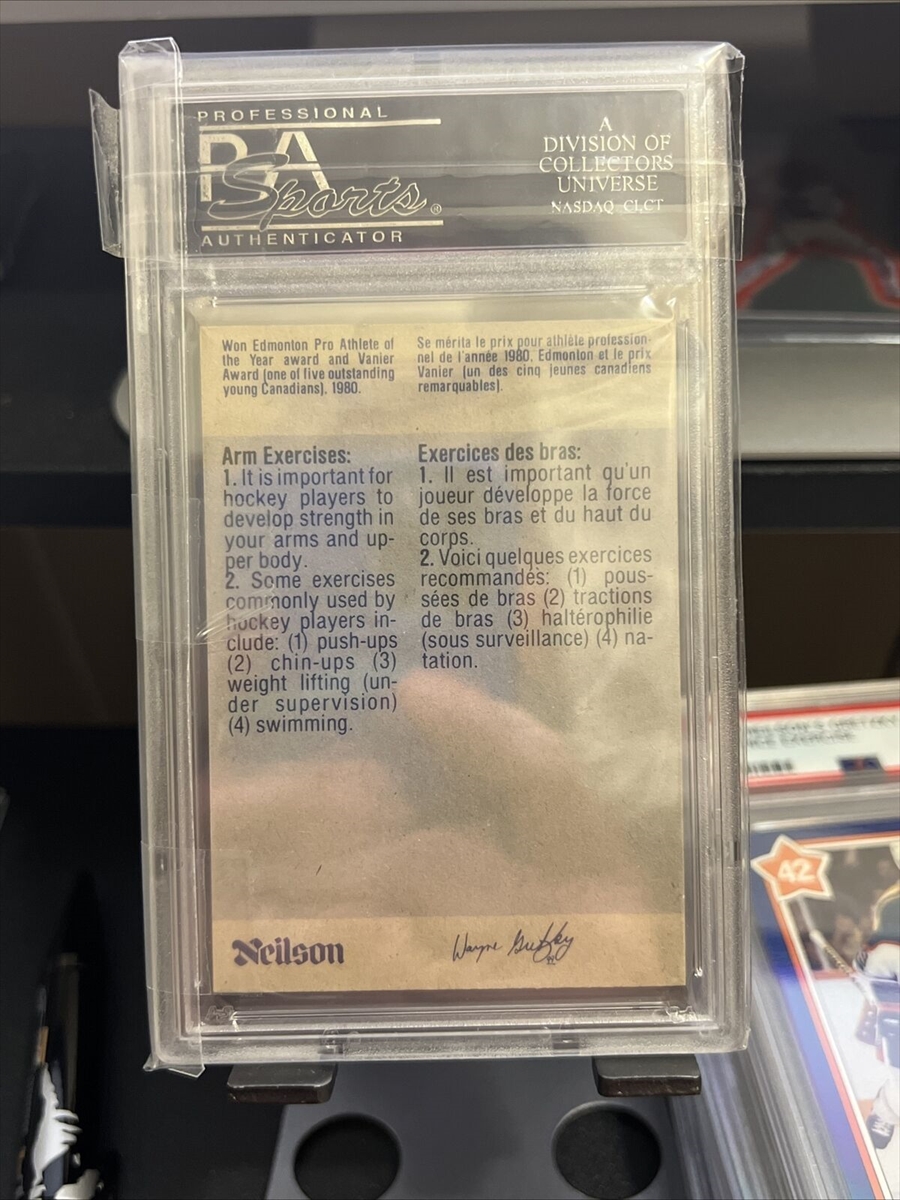 PROFESSIONAL
PSA
Sports®
AUTHENTICATOR
A
DIVISION OF
COLLECTORS
UNIVERSE
NASDAQ CLCT
Won Edmonton Pro Athlete of
the Year award and Vanier
Award (one of five outstanding
young Canadians), 1980.
Se mérita le prix pour athlète profession-
nel de l'année 1980, Edmonton et le prix
Vanier (un des cinq jeunes canadiens
remarquables).
Arm Exercises:
1. It is important for
hockey players to
develop strength in
your arms and up-
per body.
2. Some exercises
commonly used by
hockey players in-
clude: (1) push-ups
(2) chin-ups (3)
weight lifting (un-
der supervision)
(4) swimming.
Exercices des bras:
1. Il est important qu'un
joueur développe la force
de ses bras et du haut du
corps.
2. Voici quelques exercices
recommandés: (1) pous-
sées de bras (2) tractions
de bras (3) haltérophilie
(sous surveillance) (4) na-
tation.
Neilson
Wayne Gretzky
42